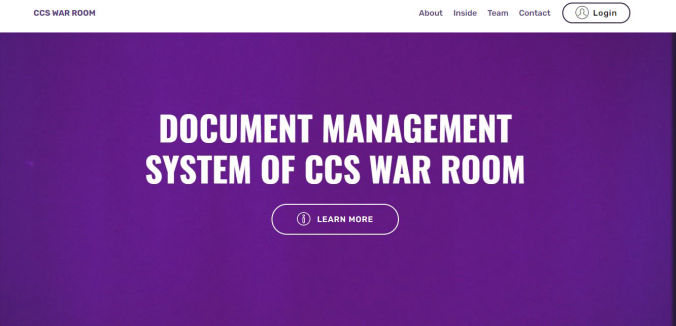 CCS WAR ROOM
About Inside Team Contact Login
DOCUMENT MANAGEMENT
SYSTEM OF CCS WAR ROOM
LEARN MORE